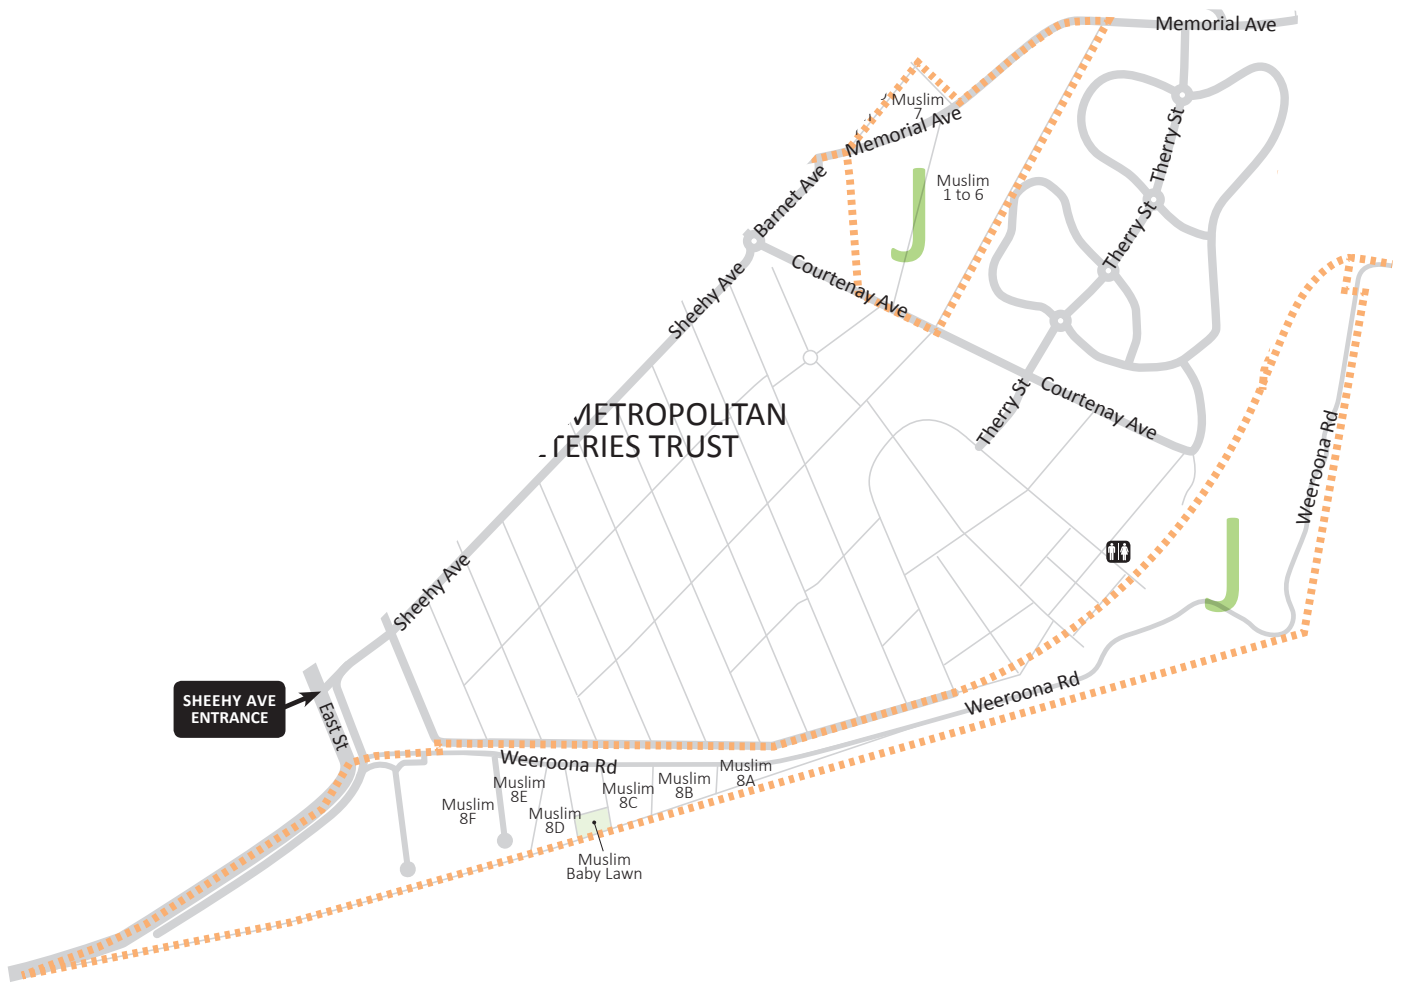 Memorial Ave
Muslim
7
Memorial Ave
Therry St
Muslim
1 to 6
Barnet Ave
J
Therry St
Courtenay Ave
Sheehy Ave
Therry St
Courtenay Ave
TERIES TRUST
Weeroona Rd
J
Sheehy Ave
SHEEHY AVE
ENTRANCE
East St
Weeroona Rd
Weeroona Rd
Muslim
8A
Muslim
8B
Muslim
8C
Muslim
8D
Muslim
8E
Muslim
8F
Muslim
Baby Lawn